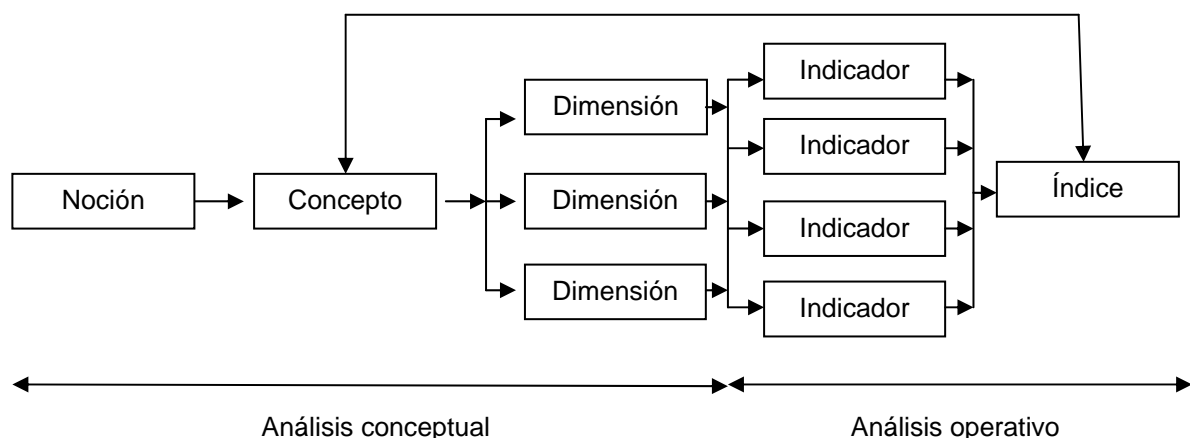 Indicador
Dimensión
Indicador
Noción
Concepto
Dimensión
Índice
Indicador
Dimensión
Indicador
Análisis conceptual
Análisis operativo